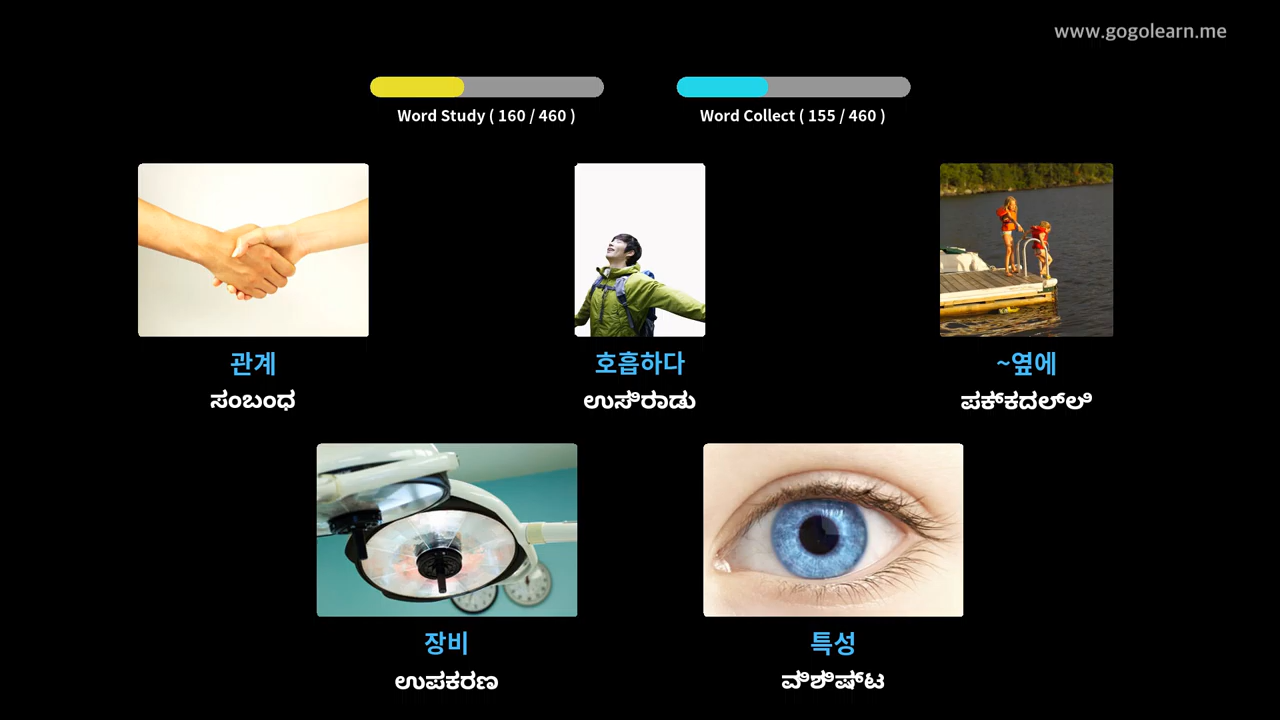 www.gogolearn.me
Word Study ( 160 / 460 )
Word Collect ( 155 / 460 )
관계
호흡하다
~옆에
ಸಂಬಂಧ
ಉಸಿರಾಡು
ಪಕ್ಕದಲ್ಲಿ
장비
특성
ಉಪಕರಣ
ವಿಶಿಷ್ಟ